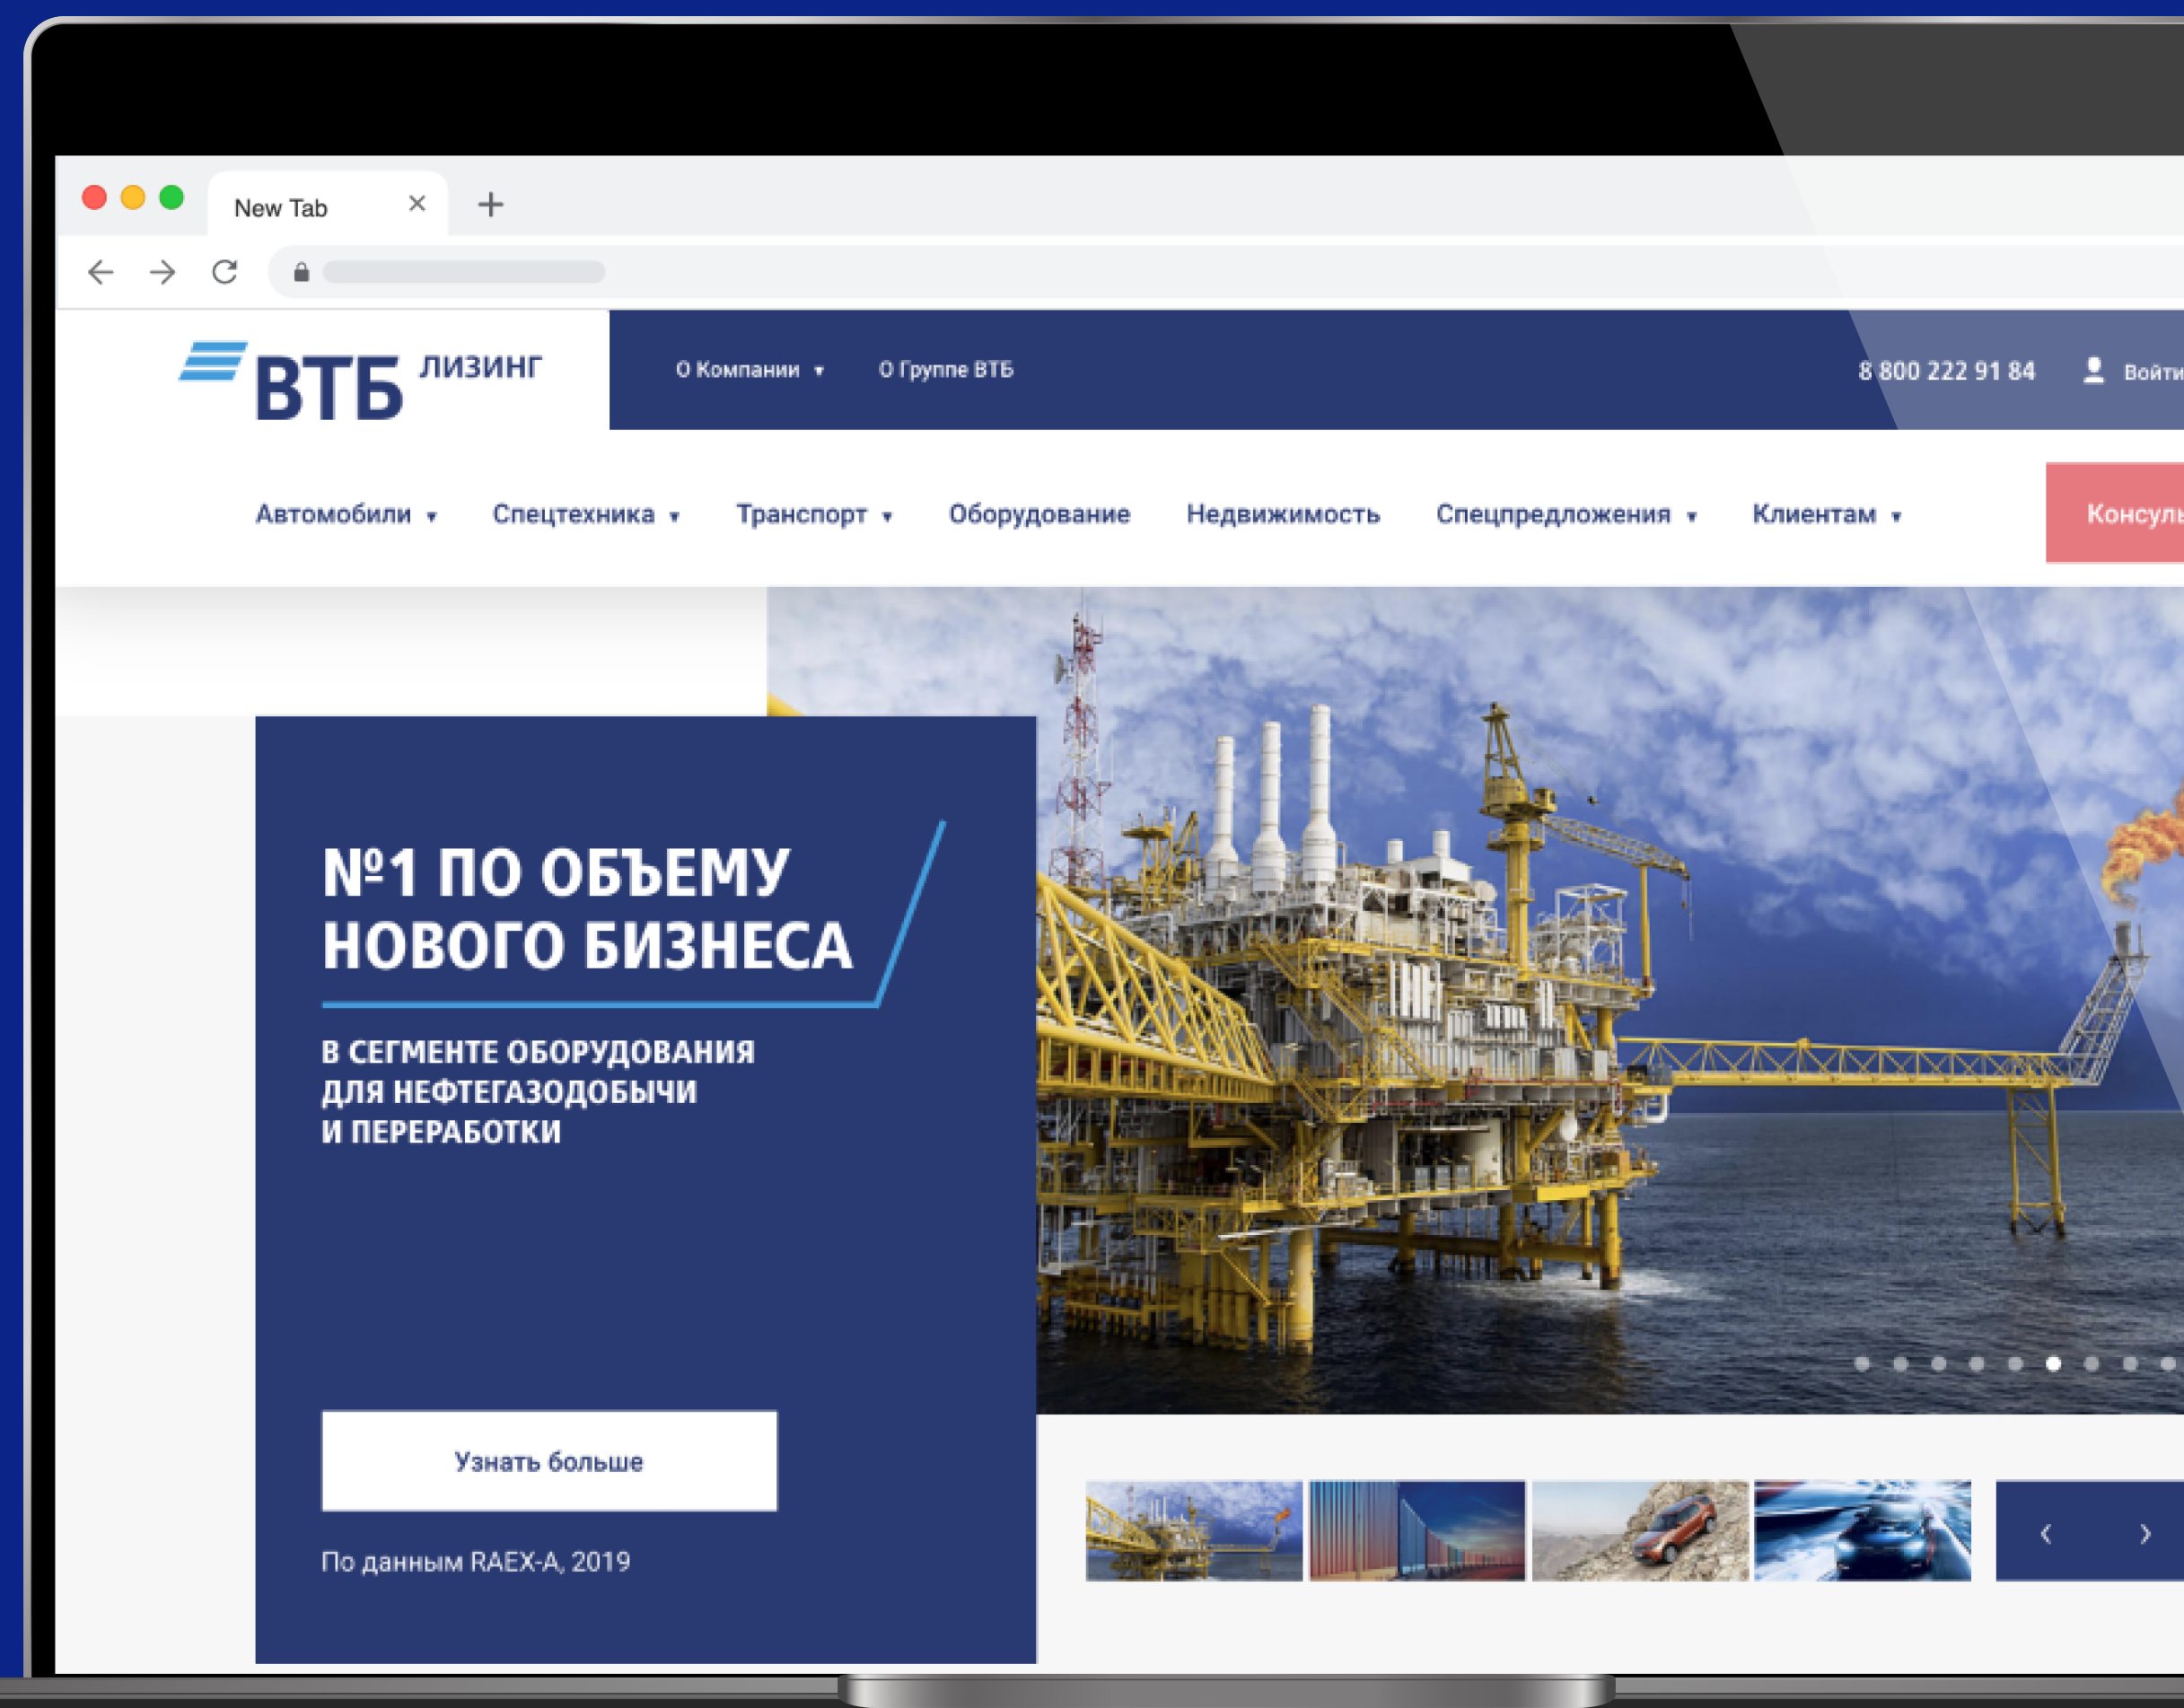 New Tab
ВТБ ЛИЗИНГ
О Компании
О Группе ВТБ
8 800 222 91 84
Войти
Автомобили
Спецтехника
Транспорт
Оборудование
Недвижимость
Спецпредложения
Клиентам
№1 ПО ОБЪЕМУ
НОВОГО БИЗНЕСА
В СЕГМЕНТЕ ОБОРУДОВАНИЯ
ДЛЯ НЕФТЕГАЗОДОБЫЧИ
И ПЕРЕРАБОТКИ
Узнать больше
По данным RAEX-A, 2019